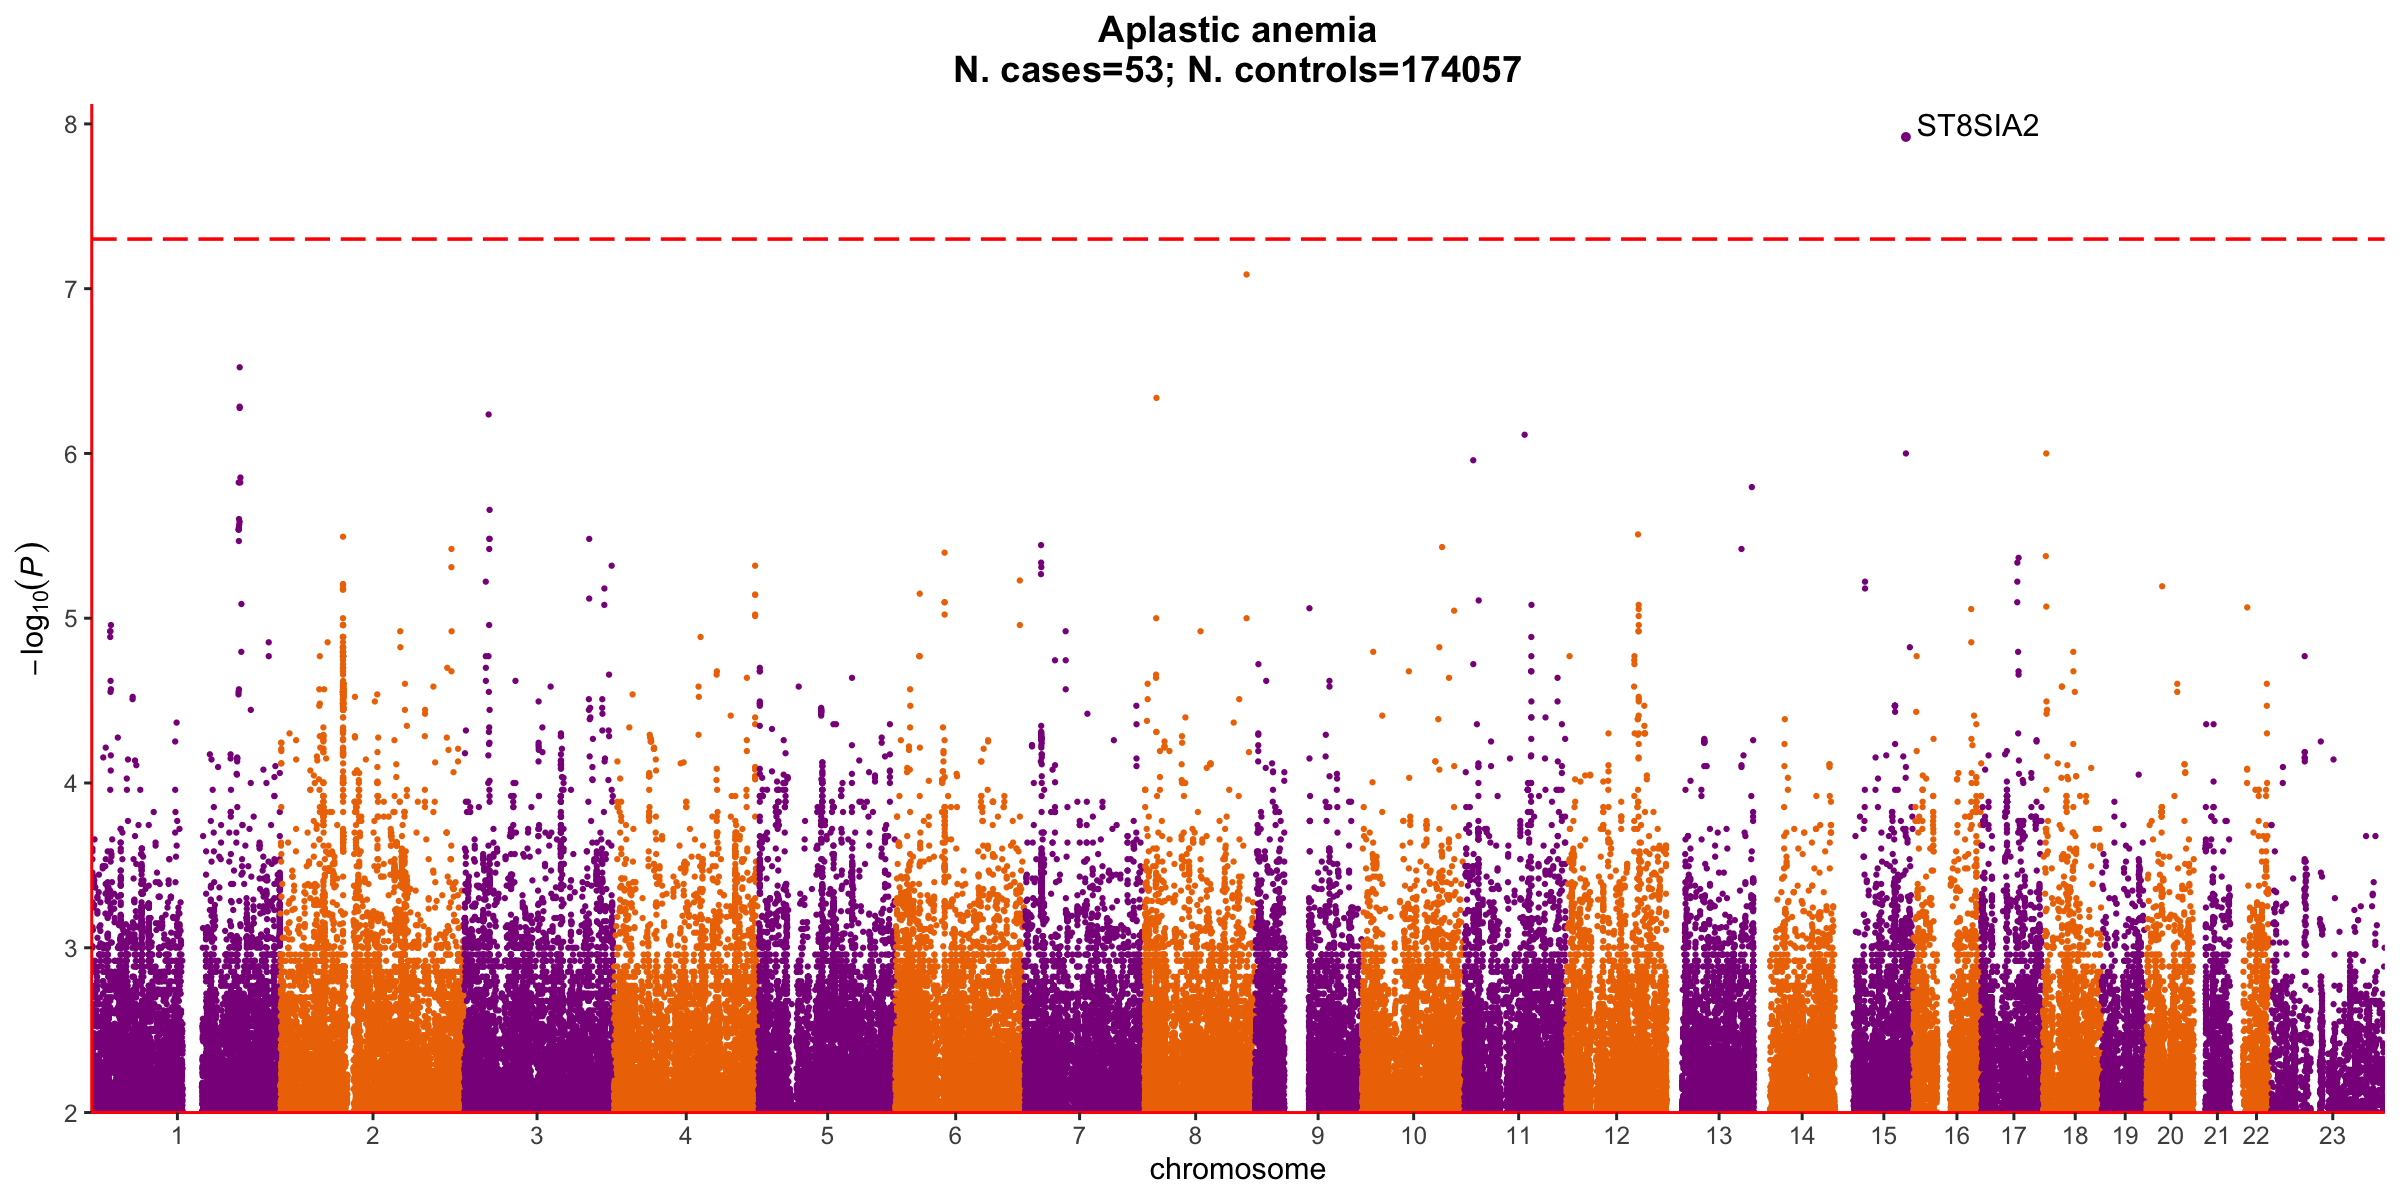 Aplastic anemia
N. cases=53; N. controls=174057
8
ST8SIA2
7
6
5
4
3
2
−log10(P)
1 2 3 4 5 6 7 8 9 10 11 12 13 14 15 16 17 18 19 20 21 22 23
chromosome